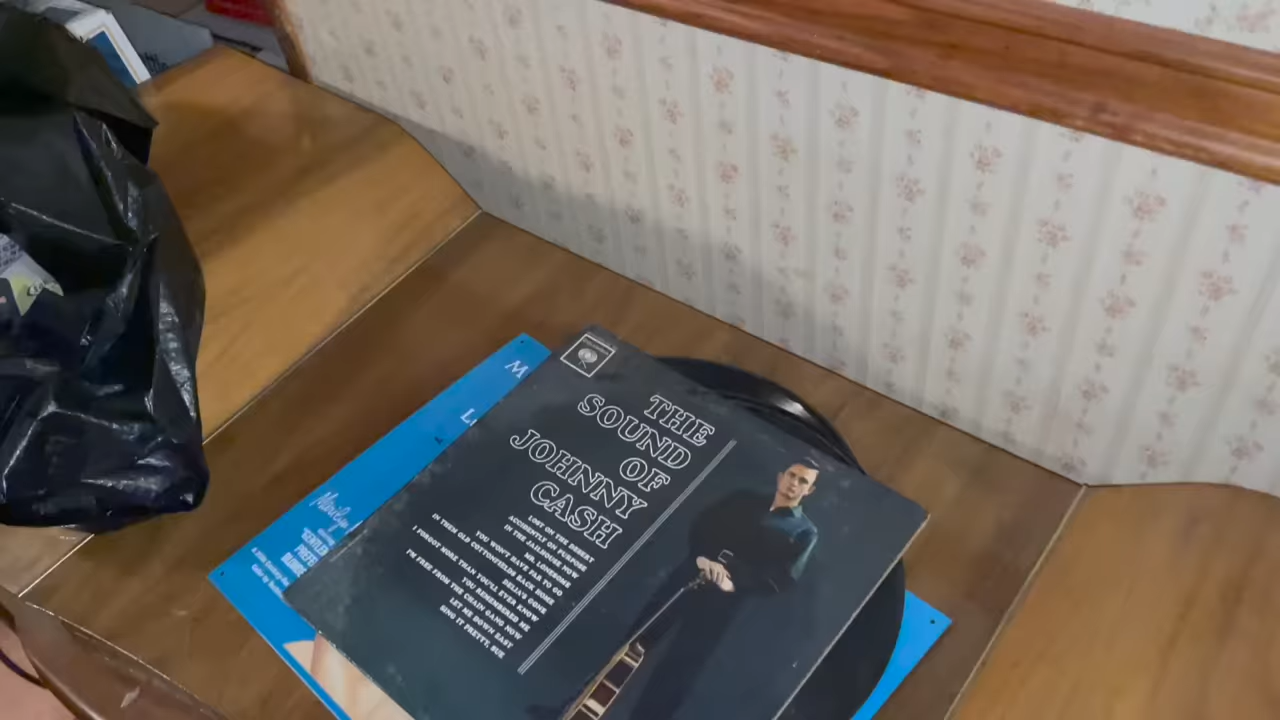 THE
SOUND
OF
JOHNNY
CASH
LOST ON THE DESERT
ACCIDENTLY ON PURPOSE
IN THE JAILHOUSE NOW
MR. LONESOME
YOU WON'T HAVE FAR TO GO
IN THEM OLD COTTONFIELDS BACK HOME
DELIA'S GONE
I FORGOT MORE THAN YOU'LL EVER KNOW
YOU REMEMBERED ME
I'M FREE FROM THE CHAIN GANG NOW
LET ME DOWN EASY
SING IT PRETTY, SUE
M
Marilyn